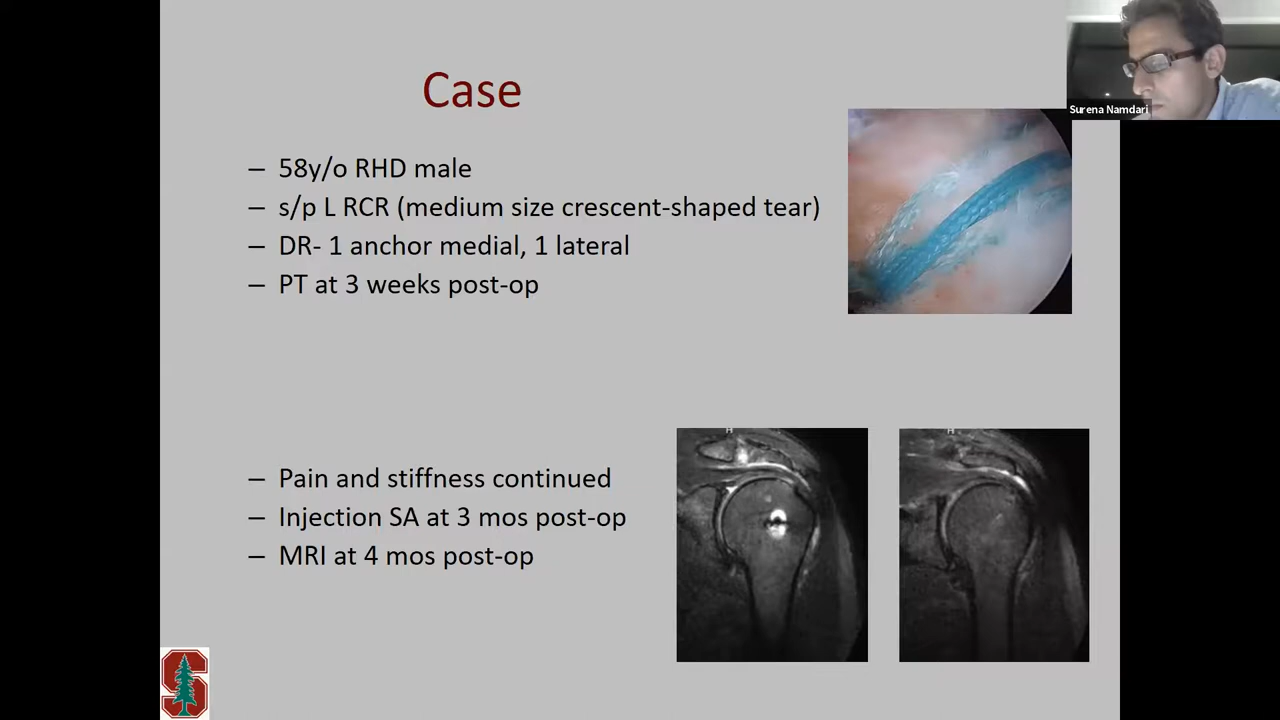 Case
Surena Namdari
– 58y/o RHD male
– s/p L RCR (medium size crescent-shaped tear)
– DR- 1 anchor medial, 1 lateral
– PT at 3 weeks post-op
– Pain and stiffness continued
– Injection SA at 3 mos post-op
– MRI at 4 mos post-op
H
H
S